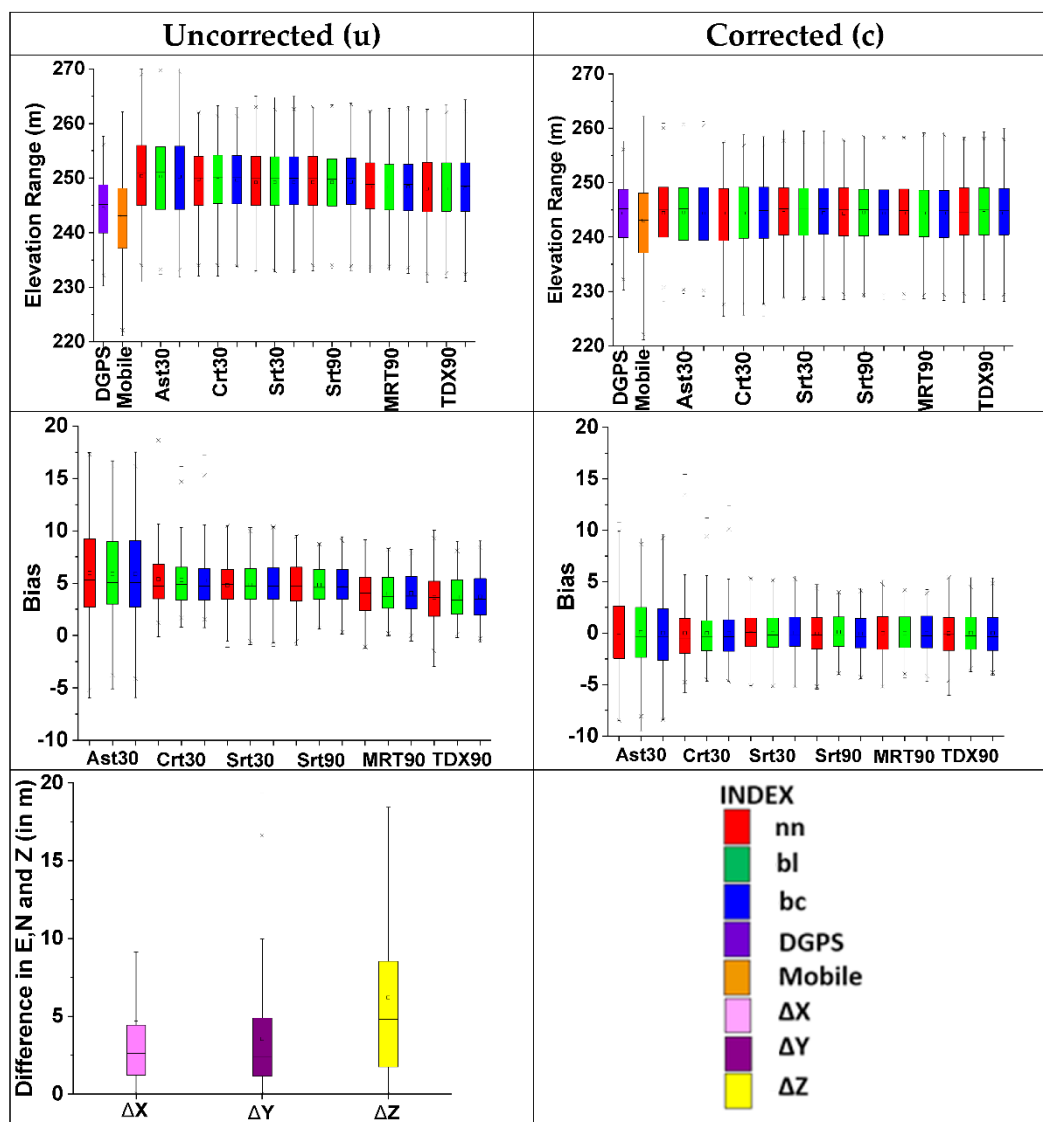 Uncorrected (u)
Corrected (c)
Elevation Range (m)
270
260
250
240
230
220
DGPS
Mobile
Ast30
Crt30
Srt30
Srt90
MRT90
TDX90
Elevation Range (m)
270
260
250
240
230
220
DGPS
Mobile
Ast30
Crt30
Srt30
Srt90
MRT90
TDX90
Bias
20
15
10
5
0
-5
-10
Ast30 Crt30 Srt30 Srt90 MRT90 TDX90
Bias
20
15
10
5
0
-5
-10
Ast30 Crt30 Srt30 Srt90 MRT90 TDX90
Difference in E,N and Z (in m)
20
15
10
5
0
ΔX ΔY ΔZ
INDEX
nn
bl
bc
DGPS
Mobile
ΔX
ΔY
ΔZ